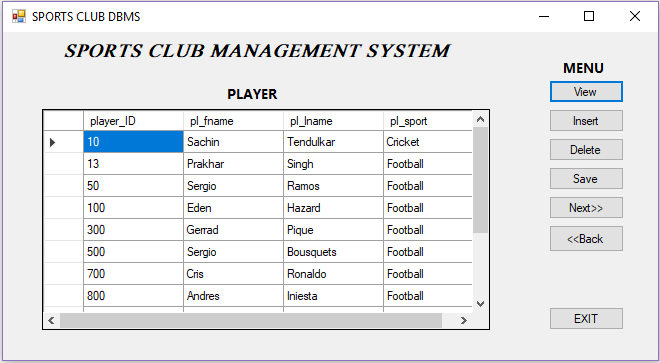 SPORTS CLUB DBMS
SPORTS CLUB MANAGEMENT SYSTEM
MENU
PLAYER
View
Insert
Delete
Save
Next>>
<<Back
EXIT
player_ID pl_fname pl_lname pl_sport
10 Sachin Tendulkar Cricket
13 Prakhar Singh Football
50 Sergio Ramos Football
100 Eden Hazard Football
300 Gerrad Pique Football
500 Sergio Bousquets Football
700 Cris Ronaldo Football
800 Andres Iniesta Football